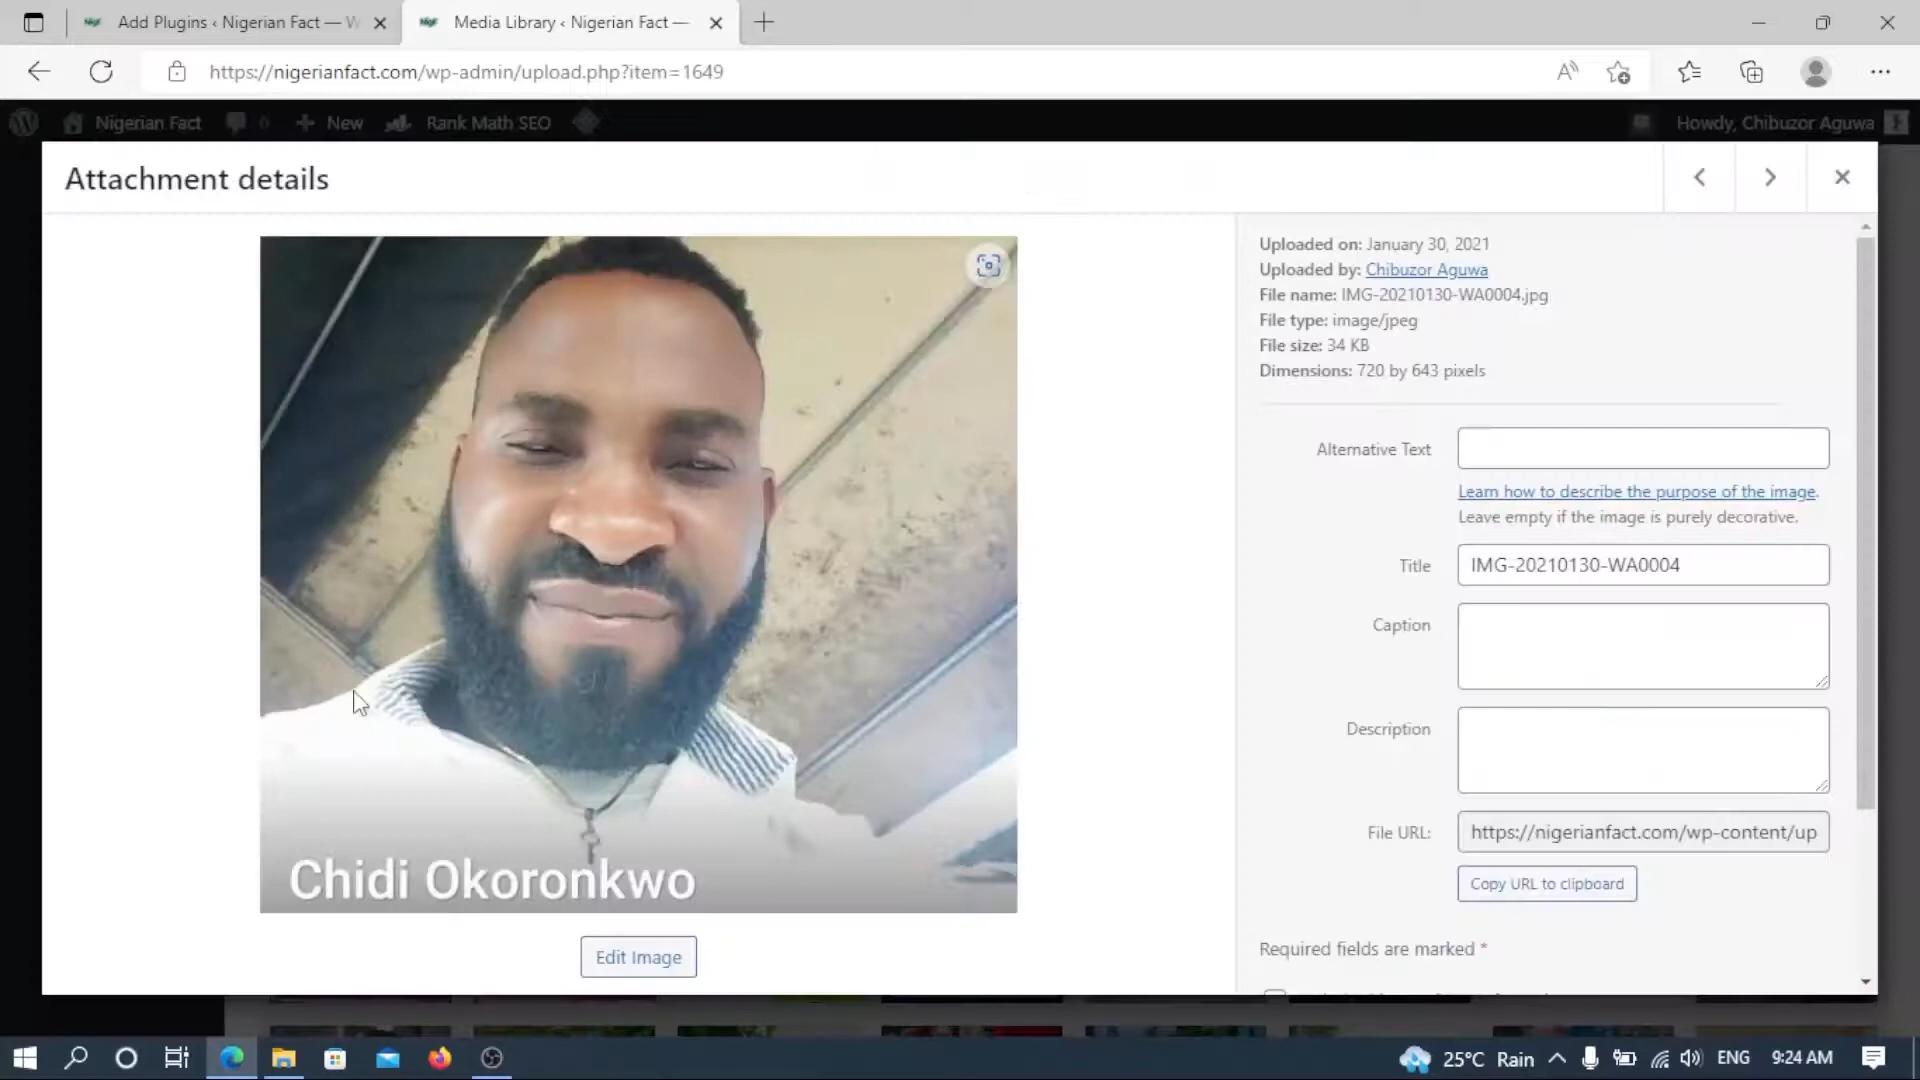 Add Plugins ‹ Nigerian Fact — W
Media Library ‹ Nigerian Fact —
https://nigerianfact.com/wp-admin/upload.php?item=1649
Nigerian Fact
0
New
Rank Math SEO
Howdy, Chibuzor Aguwa
Attachment details
Uploaded on: January 30, 2021
Uploaded by: Chibuzor Aguwa
File name: IMG-20210130-WA0004.jpg
File type: image/jpeg
File size: 34 KB
Dimensions: 720 by 643 pixels
Alternative Text
Learn how to describe the purpose of the image.
Leave empty if the image is purely decorative.
Title
IMG-20210130-WA0004
Caption
Description
File URL:
https://nigerianfact.com/wp-content/up
Copy URL to clipboard
Required fields are marked *
Chidi Okoronkwo
Edit Image
25°C Rain
ENG
9:24 AM